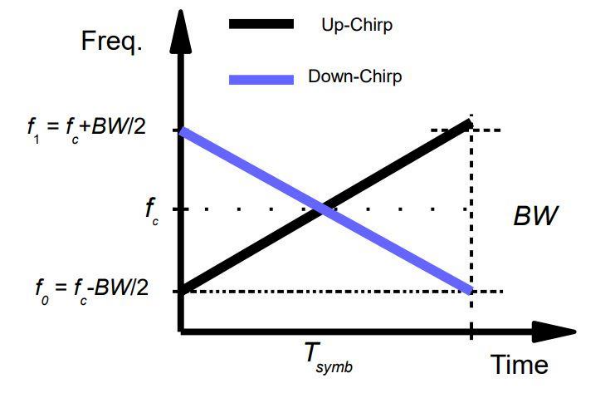 Freq.
Up-Chirp
Down-Chirp
f1 = fc+BW/2
fc
BW
f0 = fc-BW/2
Tsymb
Time